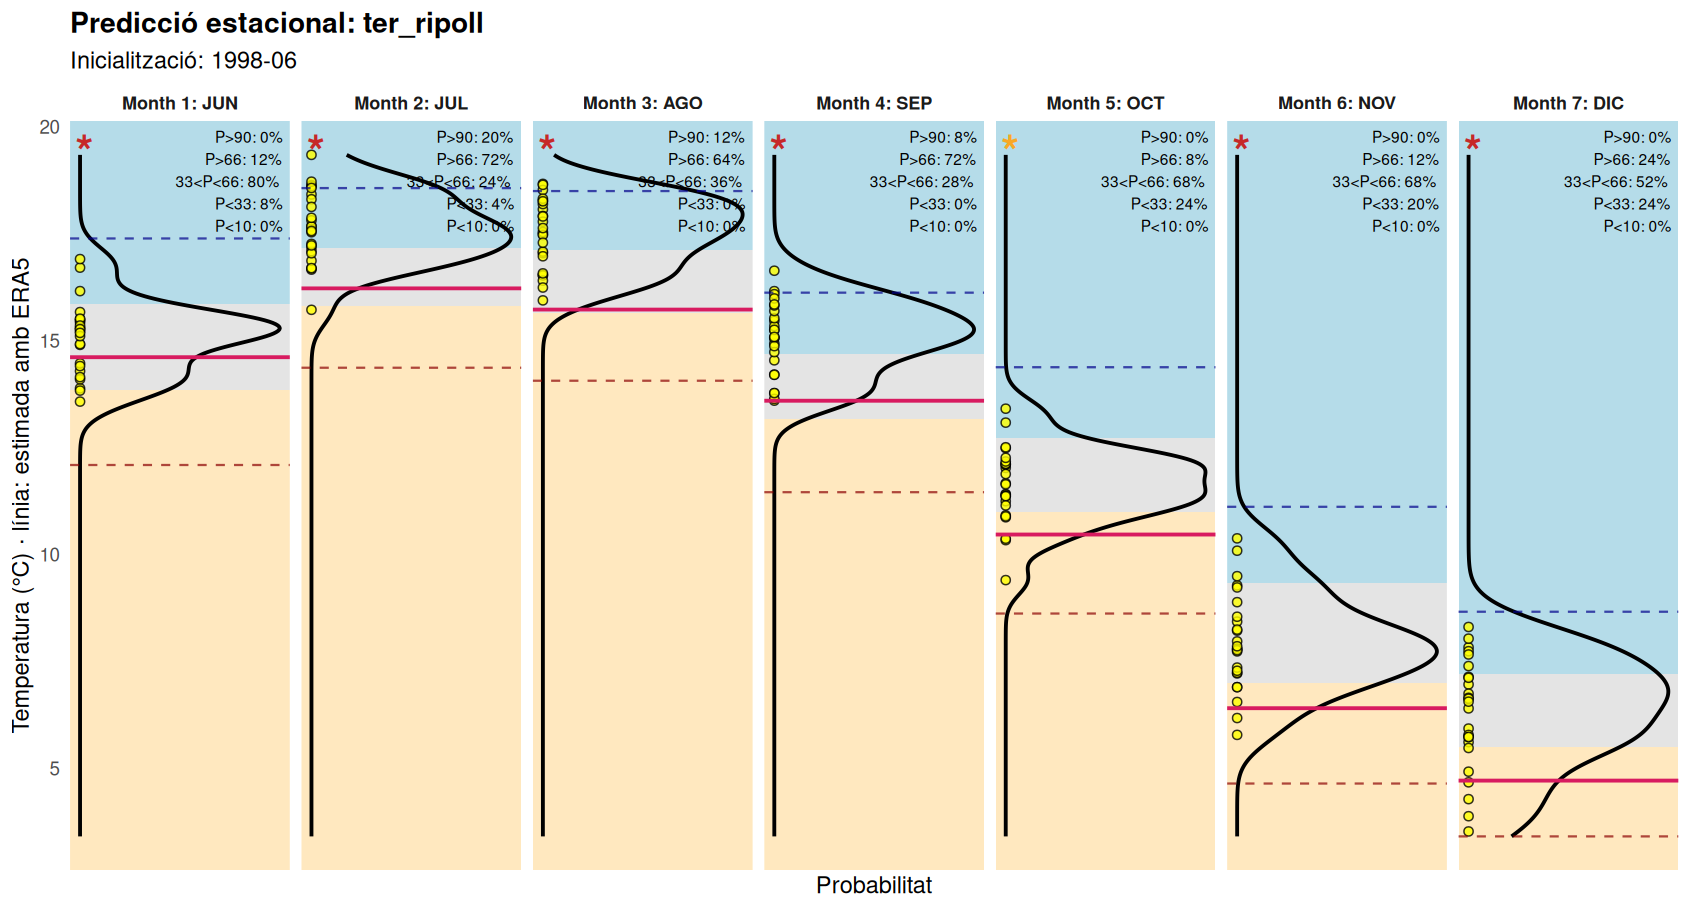 Predicció estacional: ter_ripoll
Inicialització: 1998-06
Month 1: JUN
Month 2: JUL
Month 3: AGO
Month 4: SEP
Month 5: OCT
Month 6: NOV
Month 7: DIC
P>90: 0%
P>66: 12%
33<P<66: 80%
P<33: 8%
P<10: 0%
P>90: 20%
P>66: 72%
33<P<66: 24%
P<33: 4%
P<10: 0%
P>90: 12%
P>66: 64%
33<P<66: 36%
P<33: 0%
P<10: 0%
P>90: 8%
P>66: 72%
33<P<66: 28%
P<33: 0%
P<10: 0%
P>90: 0%
P>66: 8%
33<P<66: 68%
P<33: 24%
P<10: 0%
P>90: 0%
P>66: 12%
33<P<66: 68%
P<33: 20%
P<10: 0%
P>90: 0%
P>66: 24%
33<P<66: 52%
P<33: 24%
P<10: 0%
20
15
10
5
Temperatura (°C) · línia: estimada amb ERA5
Probabilitat